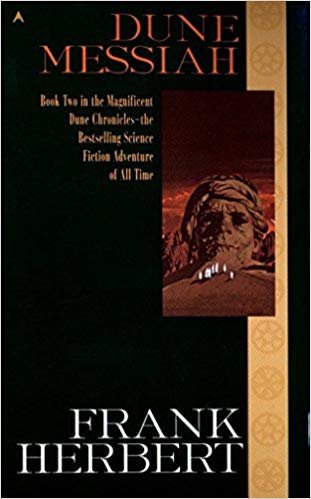 DUNE
MESSIAH
Book Two in the Magnificent
Dune Chronicles–the
Bestselling Science
Fiction Adventure
of All Time
FRANK
HERBERT